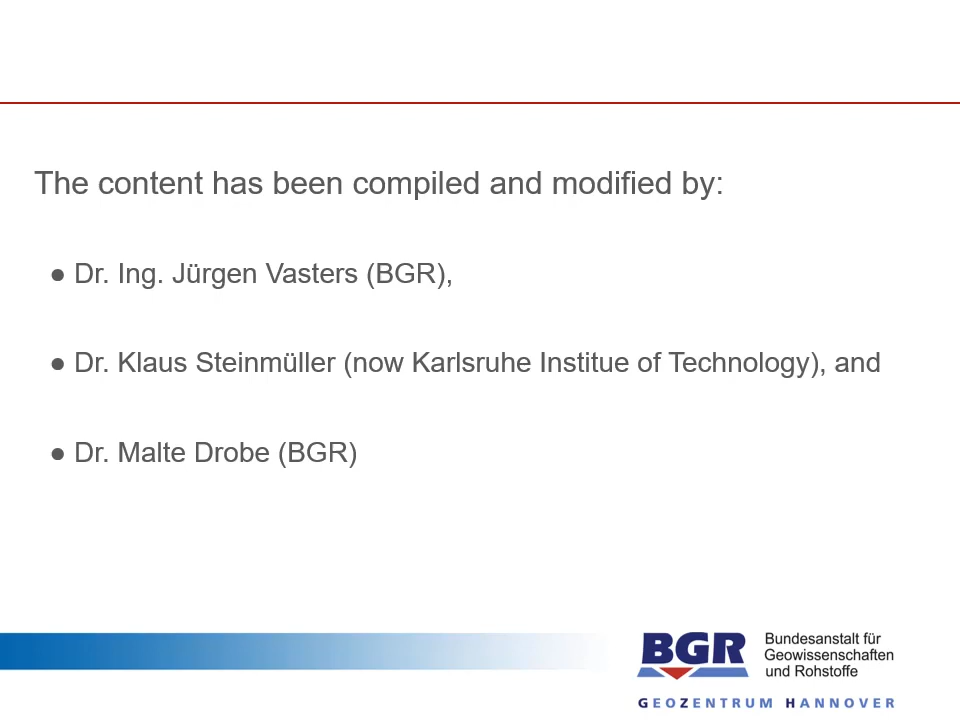 The content has been compiled and modified by:
● Dr. Ing. Jürgen Vasters (BGR),
● Dr. Klaus Steinmüller (now Karlsruhe Institue of Technology), and
● Dr. Malte Drobe (BGR)
BGR
Bundesanstalt für
Geowissenschaften
und Rohstoffe
GEOZENTRUM HANNOVER